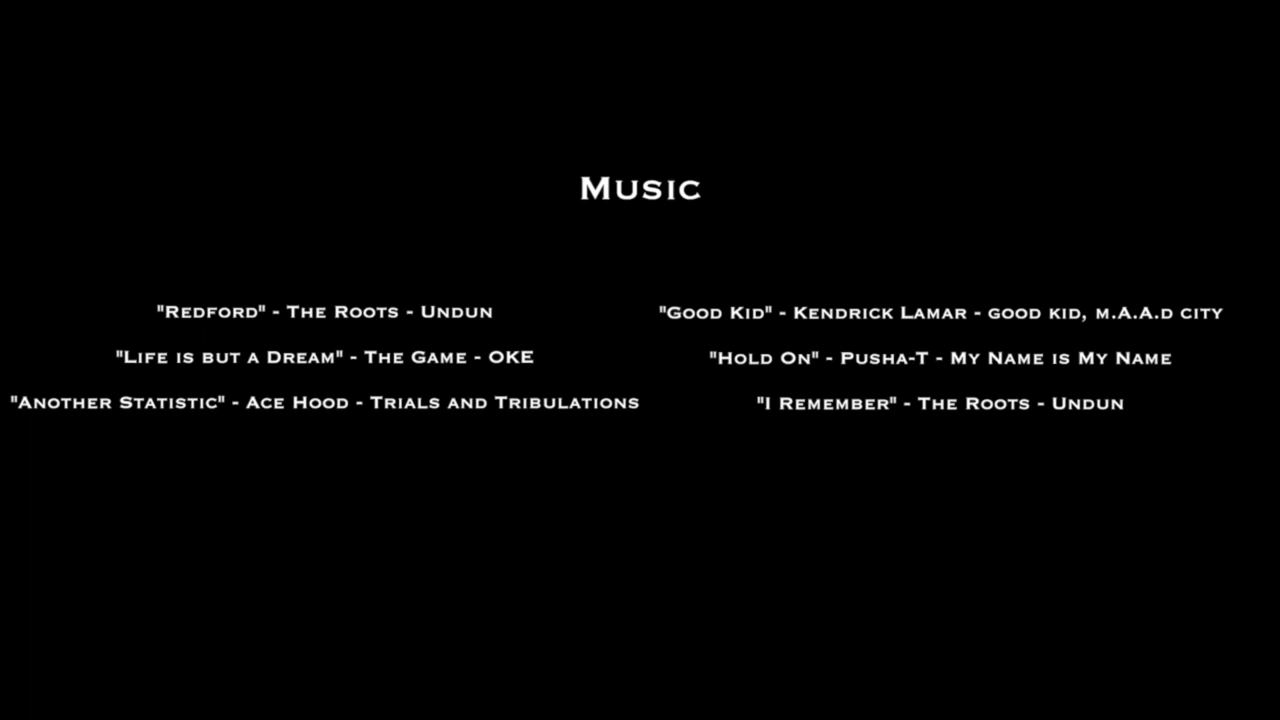 Music
"Redford" - The Roots - Undun
"Life is but a Dream" - The Game - OKE
"Another Statistic" - Ace Hood - Trials and Tribulations
"Good Kid" - Kendrick Lamar - good kid, m.A.A.d city
"Hold On" - Pusha-T - My Name is My Name
"I Remember" - The Roots - Undun